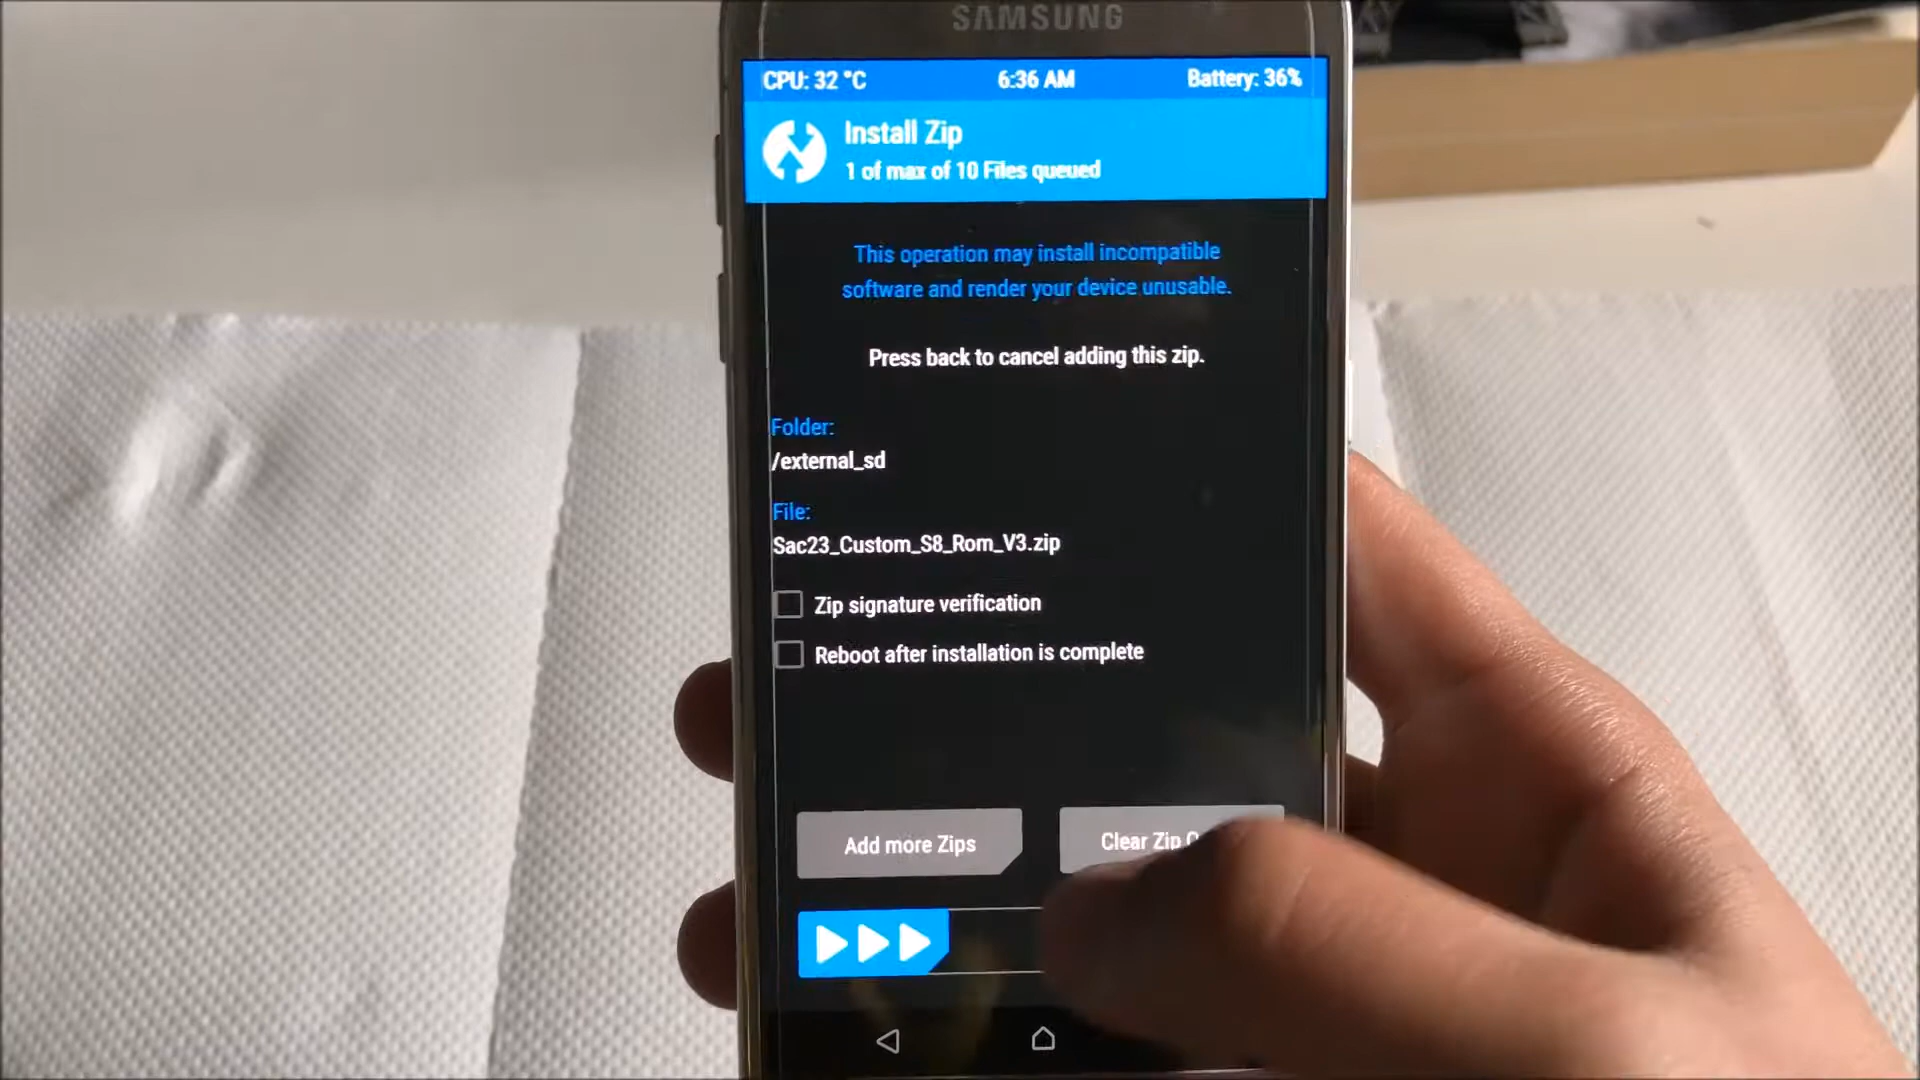 SAMSUNG
CPU: 32 °C 6:36 AM Battery: 36%
Install Zip
1 of max of 10 Files queued
This operation may install incompatible
software and render your device unusable.
Press back to cancel adding this zip.
Folder:
/external_sd
File:
Sac23_Custom_S8_Rom_V3.zip
Zip signature verification
Reboot after installation is complete
Add more Zips Clear Zip